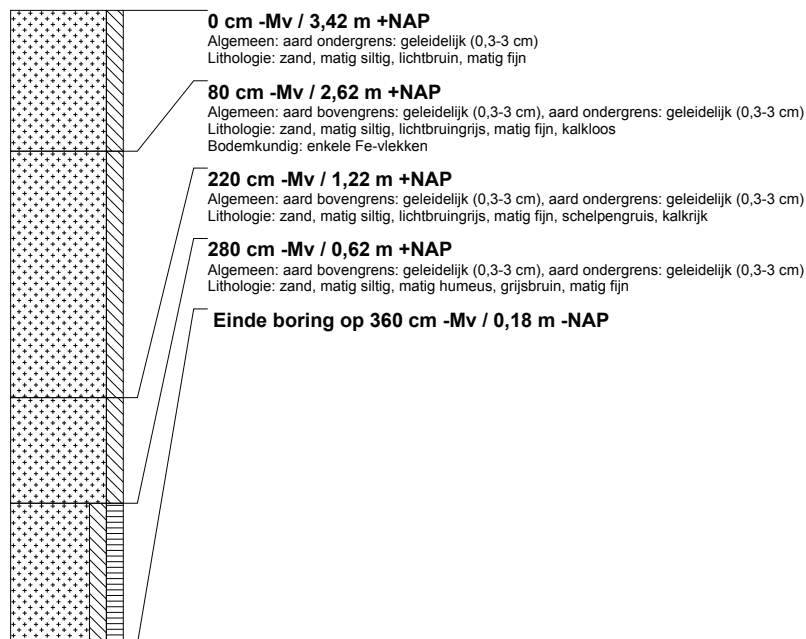 0 cm -Mv / 3,42 m +NAP
Algemeen: aard ondergrens: geleidelijk (0,3-3 cm)
Lithologie: zand, matig siltig, lichtbruin, matig fijn
80 cm -Mv / 2,62 m +NAP
Algemeen: aard bovengrens: geleidelijk (0,3-3 cm), aard ondergrens: geleidelijk (0,3-3 cm)
Lithologie: zand, matig siltig, lichtbruingrijs, matig fijn, kalkloos
Bodemkundig: enkele Fe-vlekken
220 cm -Mv / 1,22 m +NAP
Algemeen: aard bovengrens: geleidelijk (0,3-3 cm), aard ondergrens: geleidelijk (0,3-3 cm)
Lithologie: zand, matig siltig, lichtbruingrijs, matig fijn, schelpengruis, kalkrijk
280 cm -Mv / 0,62 m +NAP
Algemeen: aard bovengrens: geleidelijk (0,3-3 cm), aard ondergrens: geleidelijk (0,3-3 cm)
Lithologie: zand, matig siltig, matig humeus, grijsbruin, matig fijn
Einde boring op 360 cm -Mv / 0,18 m -NAP